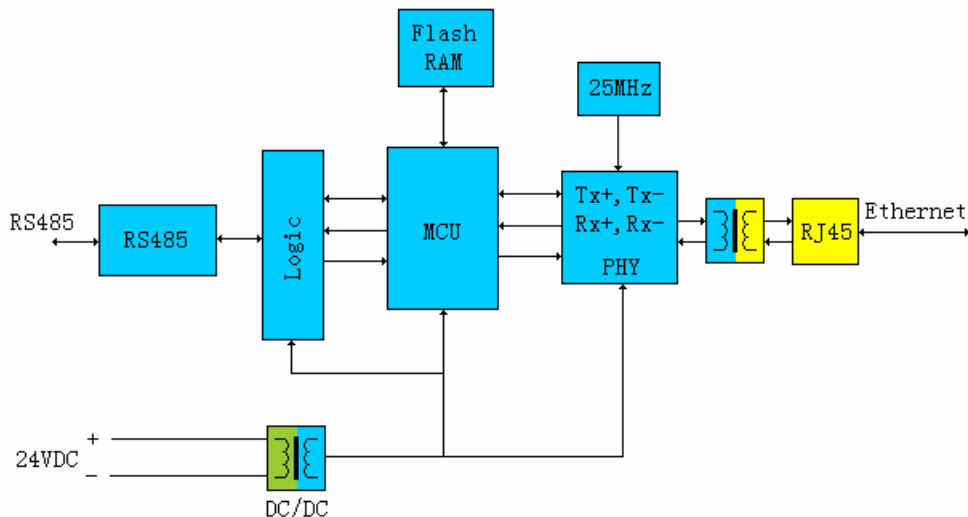 Flash
RAM
25MHz
RS485
RS485
Logic
MCU
Tx+, Tx-
Rx+, Rx-
PHY
RJ45
Ethernet
+
24VDC
-
DC/DC